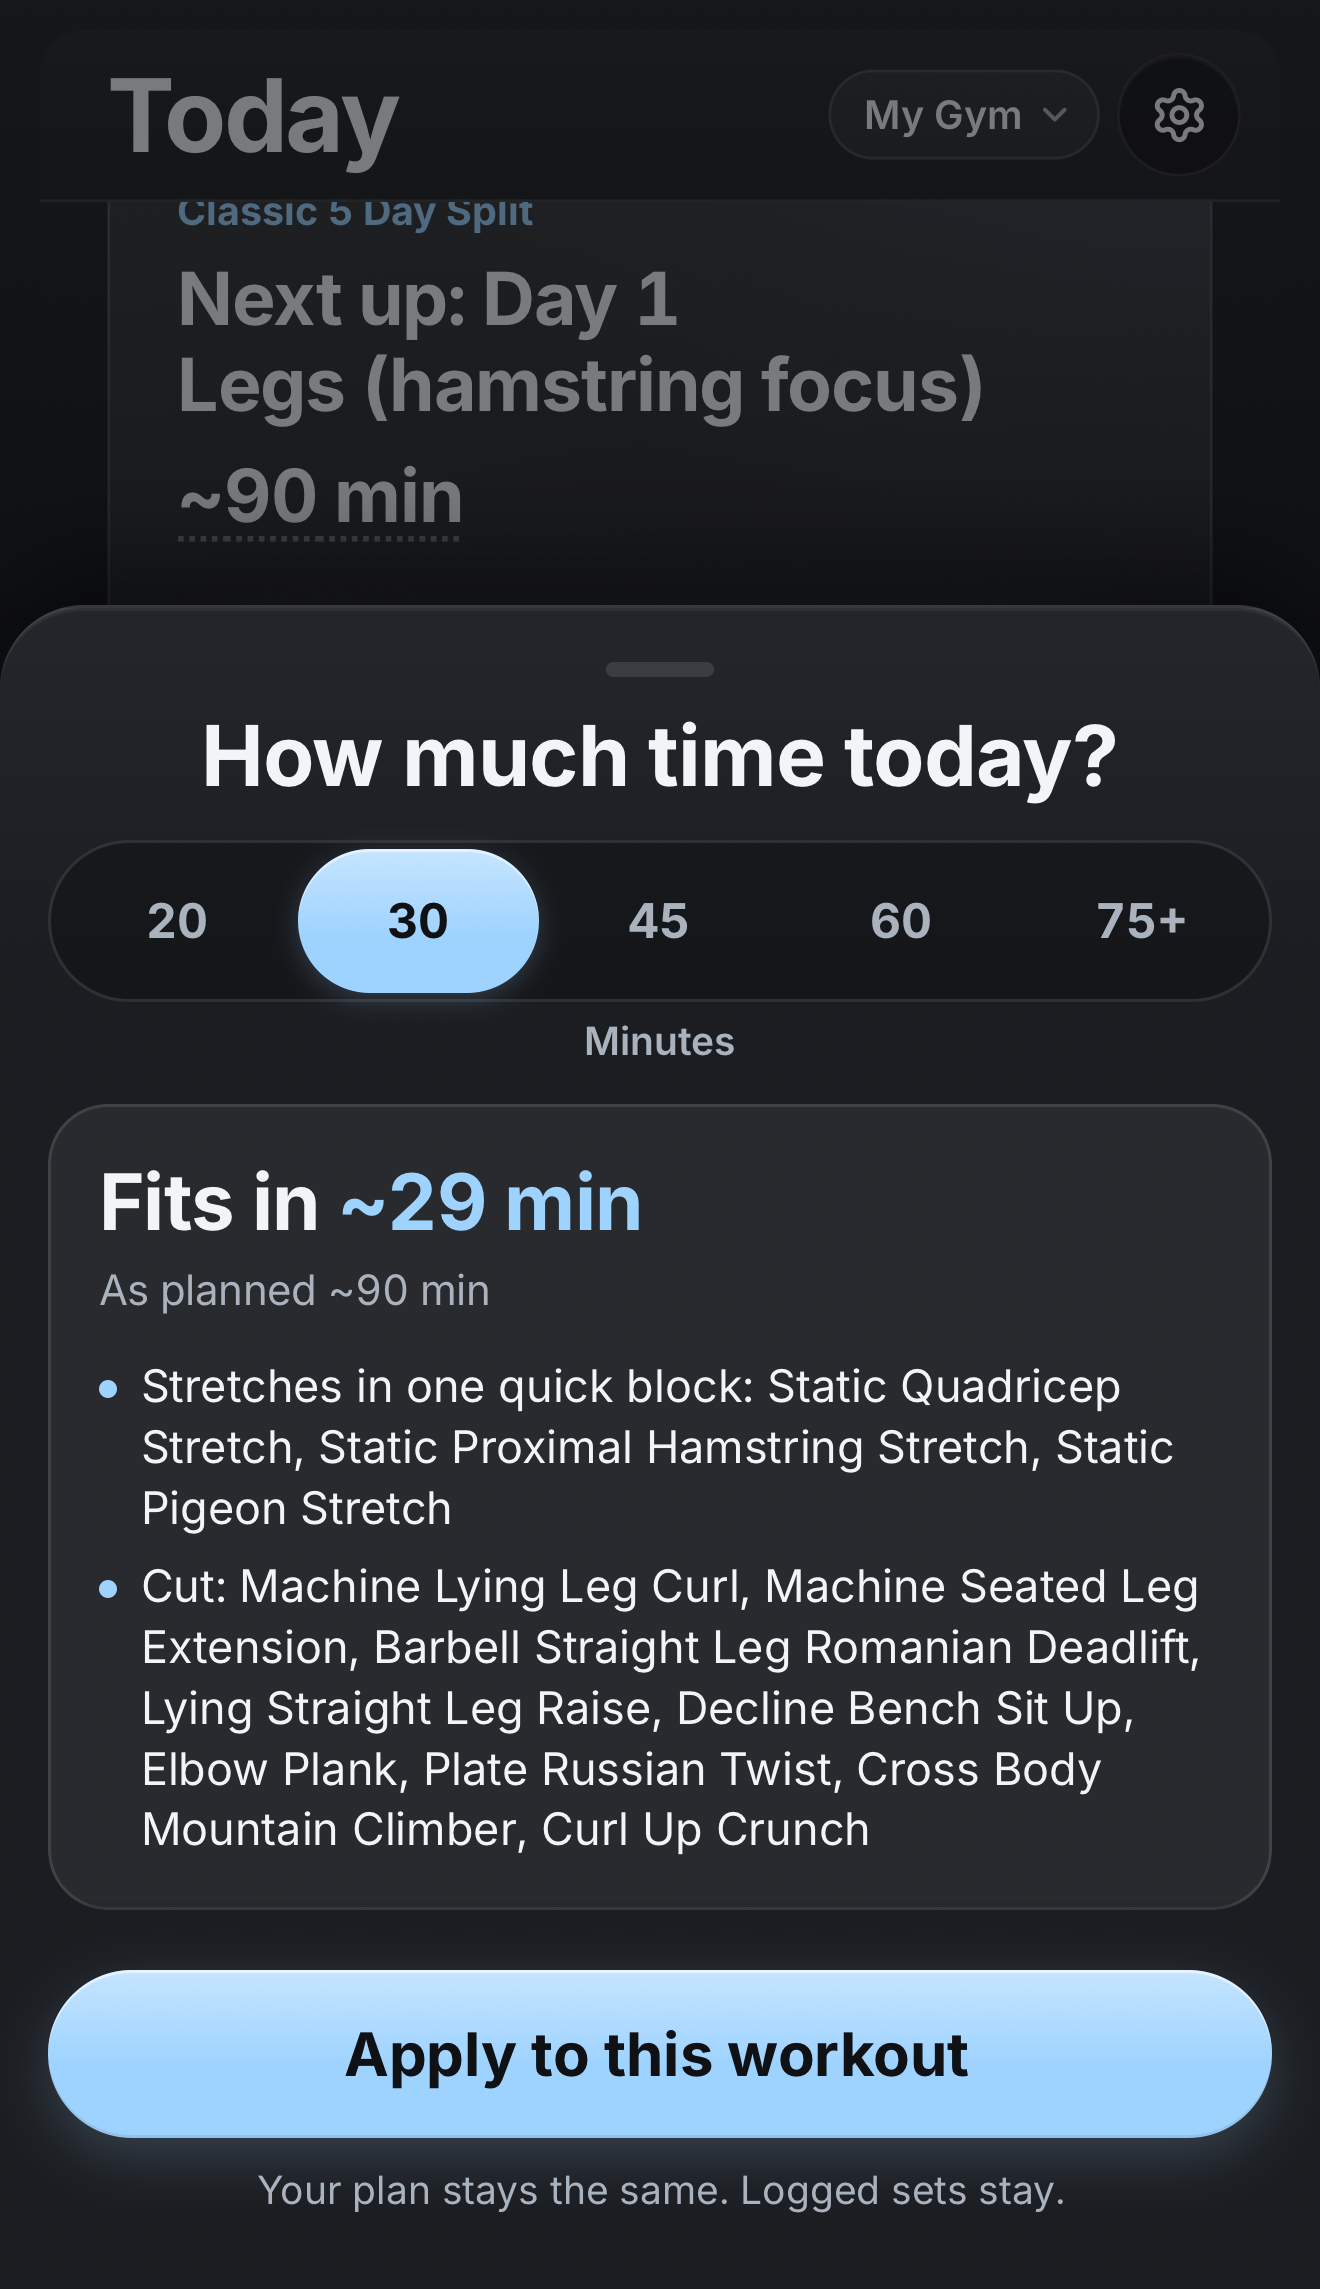 Today
My Gym
Classic 5 Day Split
Next up: Day 1
Legs (hamstring focus)
~90 min
How much time today?
20 30 45 60 75+
Minutes
Fits in ~29 min
As planned ~90 min
Stretches in one quick block: Static Quadricep
Stretch, Static Proximal Hamstring Stretch, Static
Pigeon Stretch
Cut: Machine Lying Leg Curl, Machine Seated Leg
Extension, Barbell Straight Leg Romanian Deadlift,
Lying Straight Leg Raise, Decline Bench Sit Up,
Elbow Plank, Plate Russian Twist, Cross Body
Mountain Climber, Curl Up Crunch
Apply to this workout
Your plan stays the same. Logged sets stay.